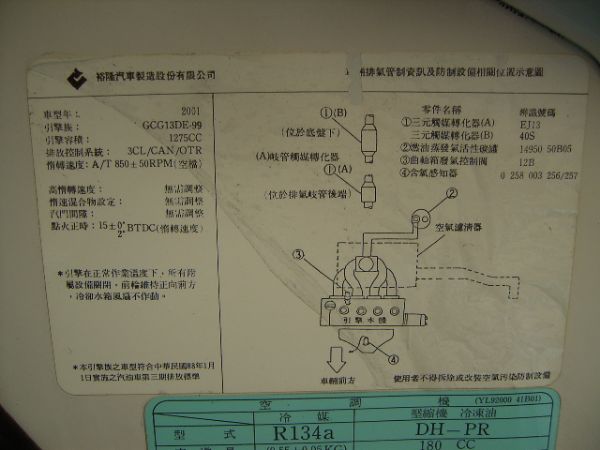 裕隆汽車製造股份有限公司
排氣管制資訊及防制設備相關位置示意圖
車型年: 2001
引擎族: GCG13DE-99
引擎容積: 1275CC
排放控制系統: 3CL/CAN/OTR
惰轉速度: A/T 850±50RPM(空檔)
高惰轉速度: 無需調整
惰速混合物設定: 無需調整
汽門間隙: 無需調整
點火正時: 15±0°/2° BTDC(惰轉速度)
*引擎在正常作業溫度下,所有附
屬設備關閉,前輪維持正向前方
,冷卻水箱風邊不作動。
*本引擎族之車型符合中華民國88年1月
1日實施之汽油車第三期排放標準
①(B)
(位於底盤下)
(A)岐管觸媒轉化器
①(A)
(位於排氣岐管後端)
②
空氣濾清器
③
引擎本體
④
車輛前方
零件名稱 辨識號碼
①三元觸媒轉化器(A) EJ13
三元觸媒轉化器(B) 40S
②燃油蒸發氣活性碳罐 14950 50B05
③曲軸箱廢氣控制閥 12B
④含氧感知器 0 258 003 256/257
使用者不得拆除或改裝空氣污染防制設備
空調機 (YL92000 41B01)
冷媒 壓縮機 冷凍油
型式 R134a DH-PR
180 CC